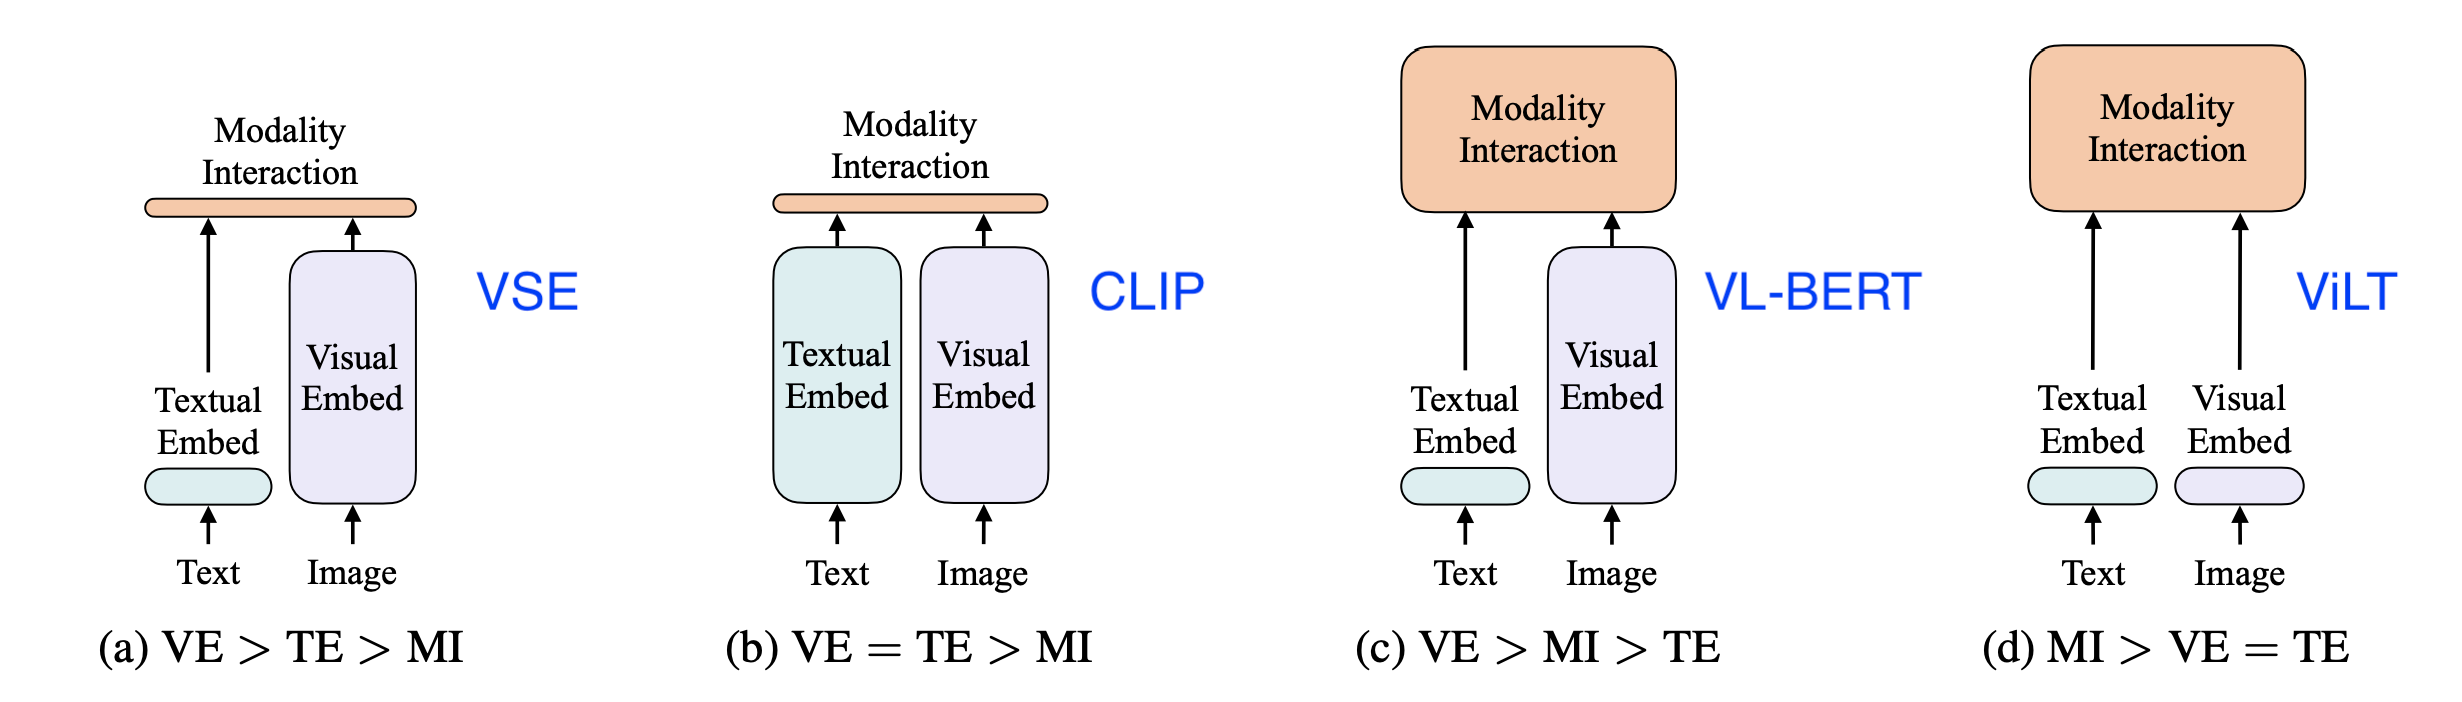 Modality
Interaction
Textual
Embed
Visual
Embed
VSE
Text
Image
(a) VE > TE > MI
Modality
Interaction
Textual
Embed
Visual
Embed
CLIP
Text
Image
(b) VE = TE > MI
Modality
Interaction
Textual
Embed
Visual
Embed
VL-BERT
Text
Image
(c) VE > MI > TE
Modality
Interaction
Textual
Embed
Visual
Embed
ViLT
Text
Image
(d) MI > VE = TE